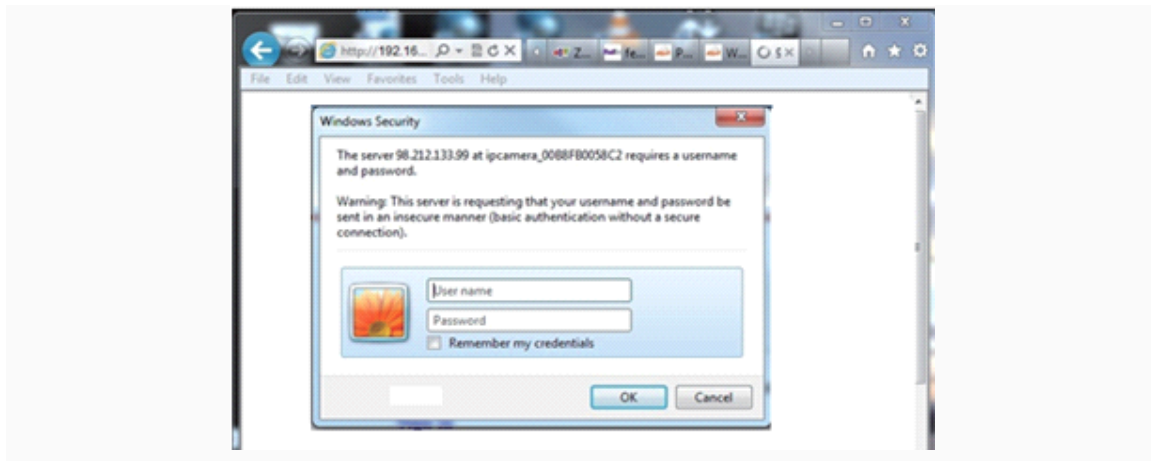 http://192.16...
Z...
fe...
P...
W...
S
File Edit View Favorites Tools Help
Windows Security
The server 98.212.133.99 at ipcamera_00B8FB0058C2 requires a username
and password.
Warning: This server is requesting that your username and password be
sent in an insecure manner (basic authentication without a secure
connection).
User name
Password
Remember my credentials
OK Cancel